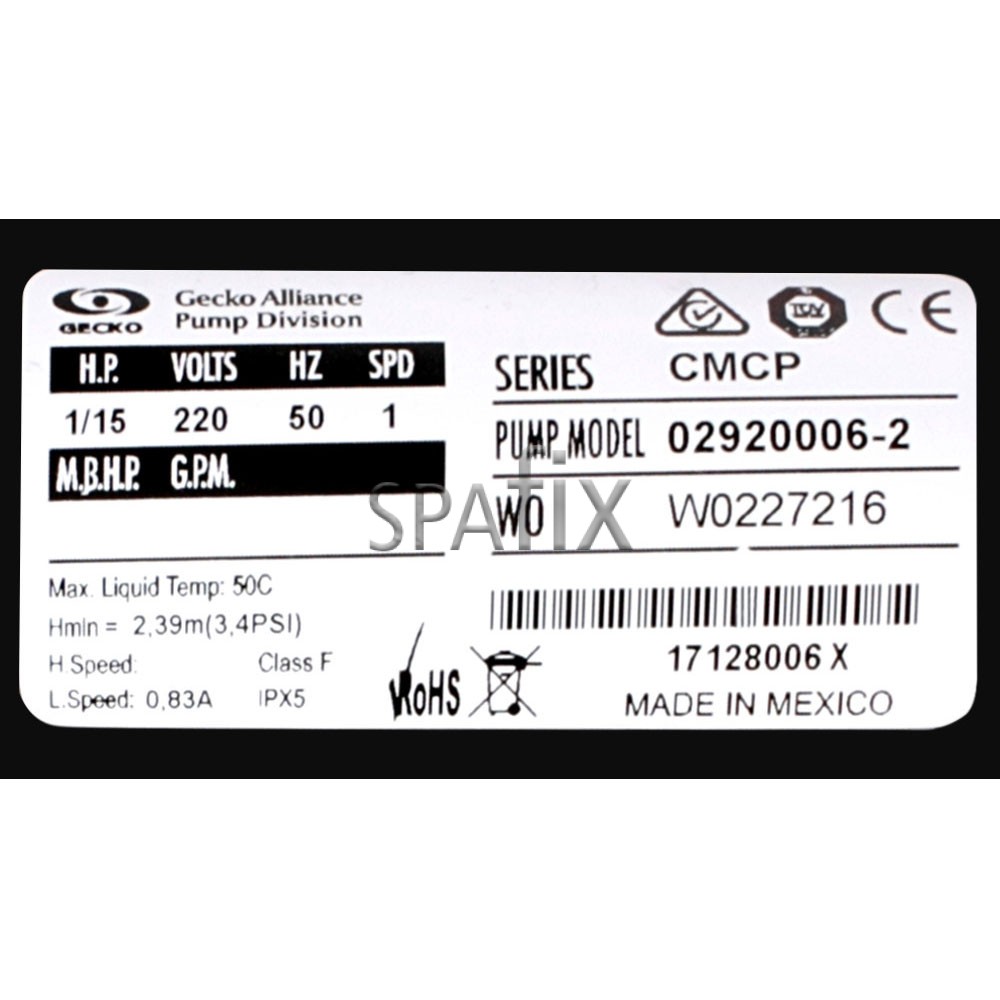 GECKO
Gecko Alliance
Pump Division
TÜV
CE
H.P. VOLTS HZ SPD
1/15 220 50 1
M.B.H.P. G.P.M.
SERIES CMCP
PUMP MODEL 02920006-2
WO W0227216
SPAfix
Max. Liquid Temp: 50C
Hmin = 2,39m(3,4PSI)
H.Speed: Class F
L.Speed: 0,83A IPX5
RoHS
17128006 X
MADE IN MEXICO